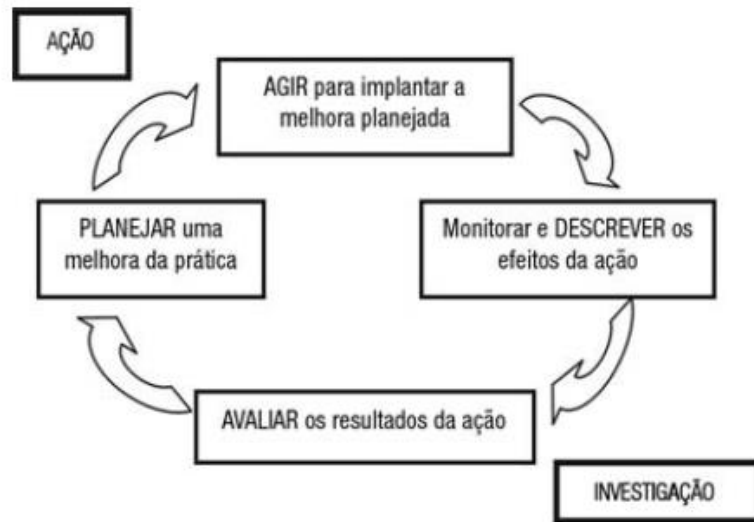 AÇÃO
AGIR para implantar a
melhora planejada
PLANEJAR uma
melhora da prática
Monitorar e DESCREVER os
efeitos da ação
AVALIAR os resultados da ação
INVESTIGAÇÃO